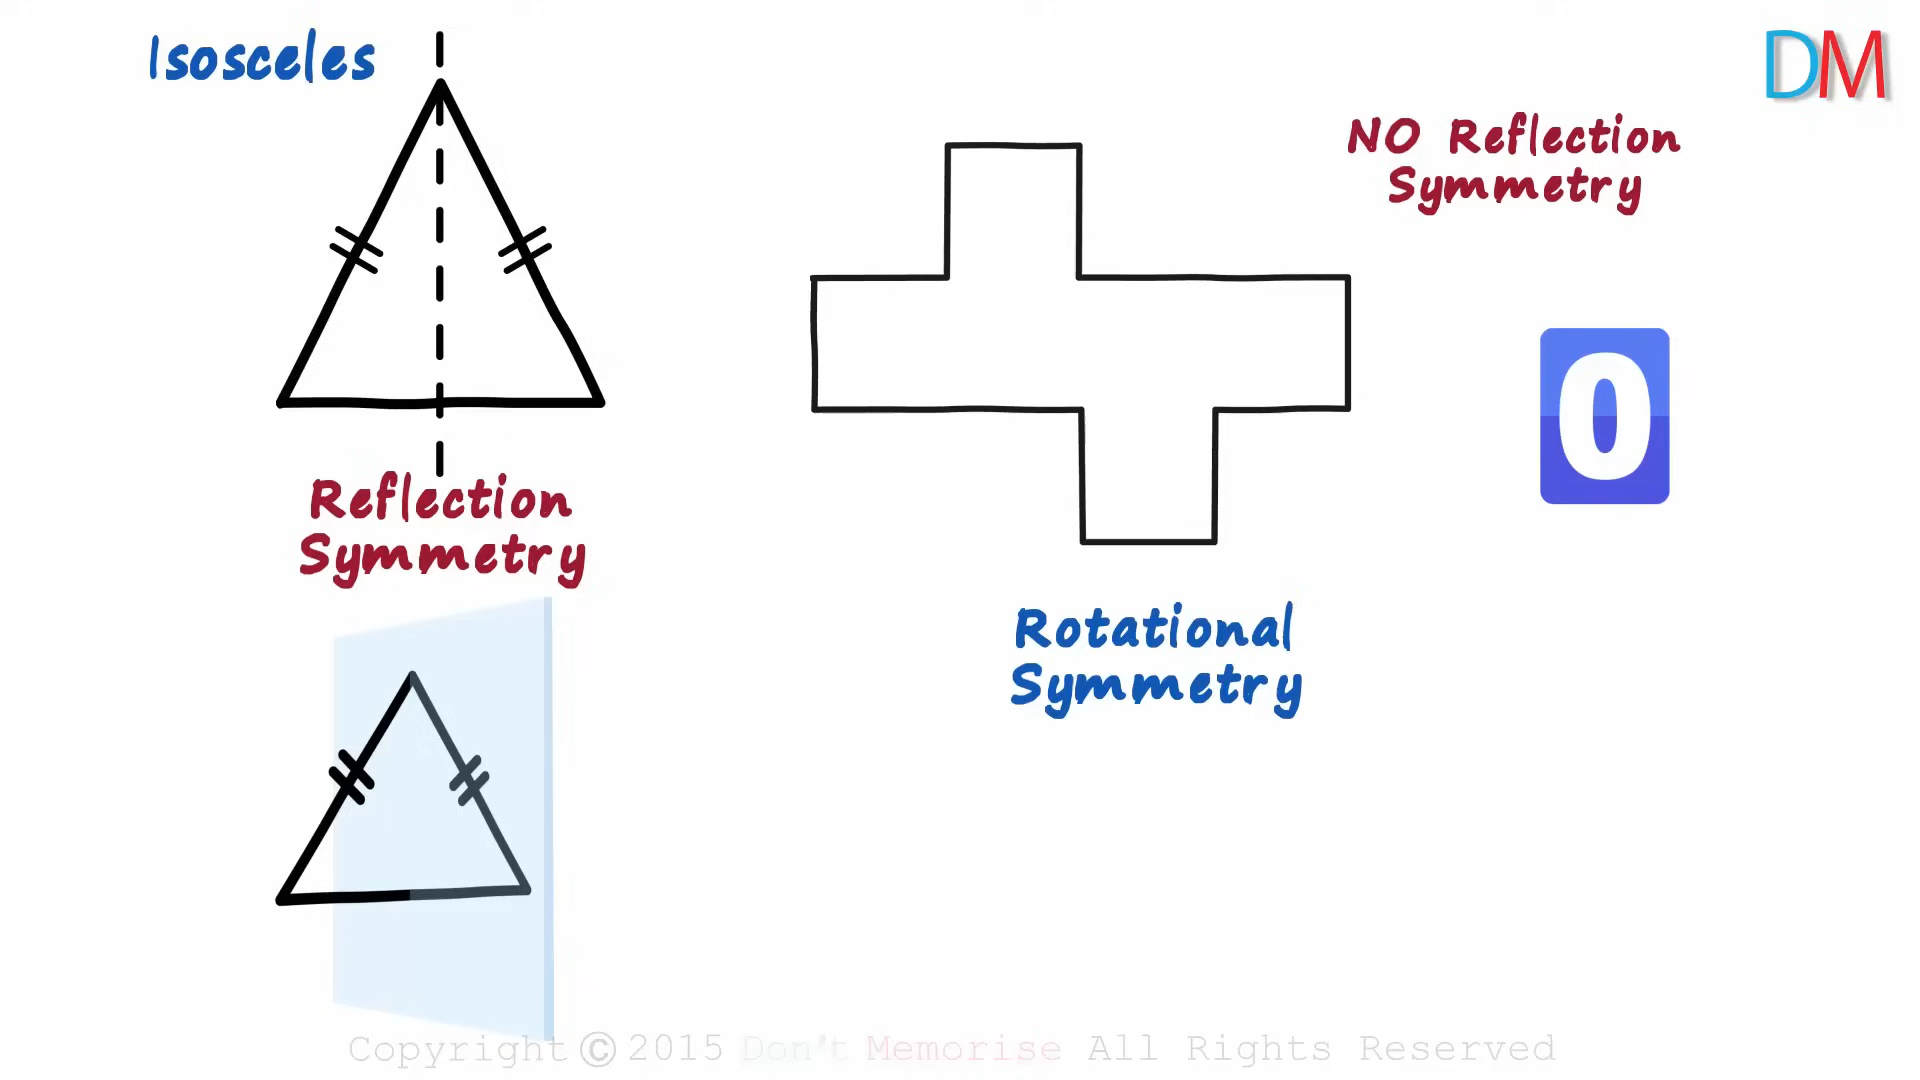 Isosceles
DM
NO Reflection
Symmetry
0
Reflection
Symmetry
Rotational
Symmetry
Copyright © 2015 Don't Memorise All Rights Reserved